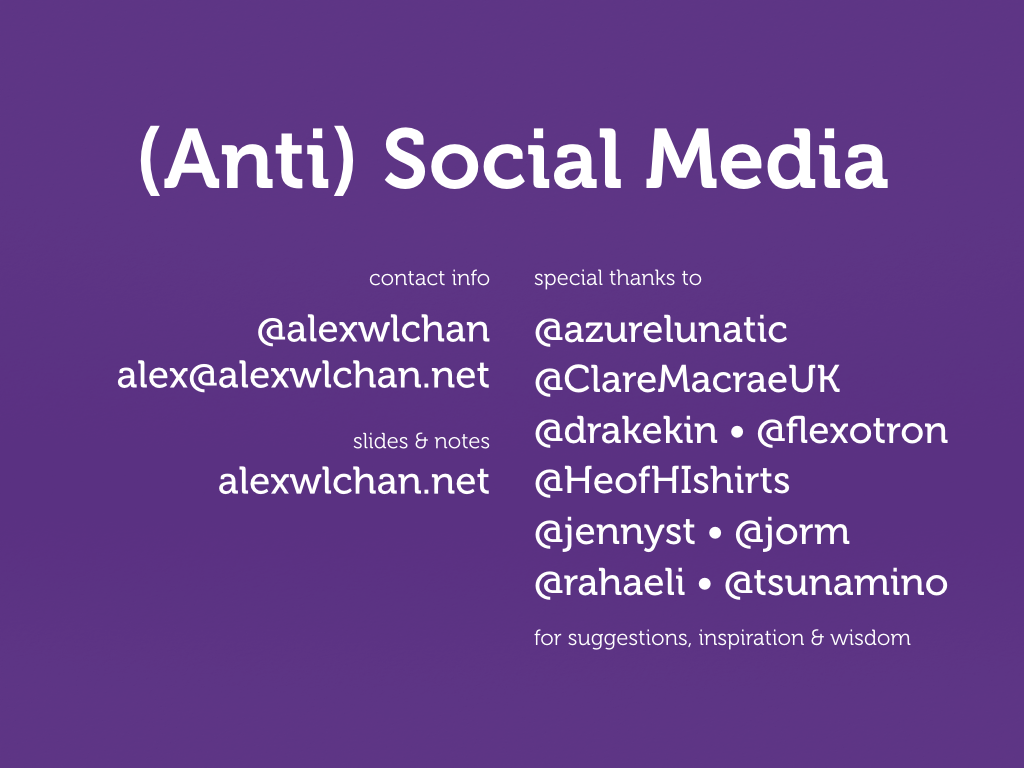 (Anti) Social Media
contact info
@alexwlchan
alex@alexwlchan.net
slides & notes
alexwlchan.net
special thanks to
@azurelunatic
@ClareMacraeUK
@drakekin • @flexotron
@HeofHIshirts
@jennyst • @jorm
@rahaeli • @tsunamino
for suggestions, inspiration & wisdom